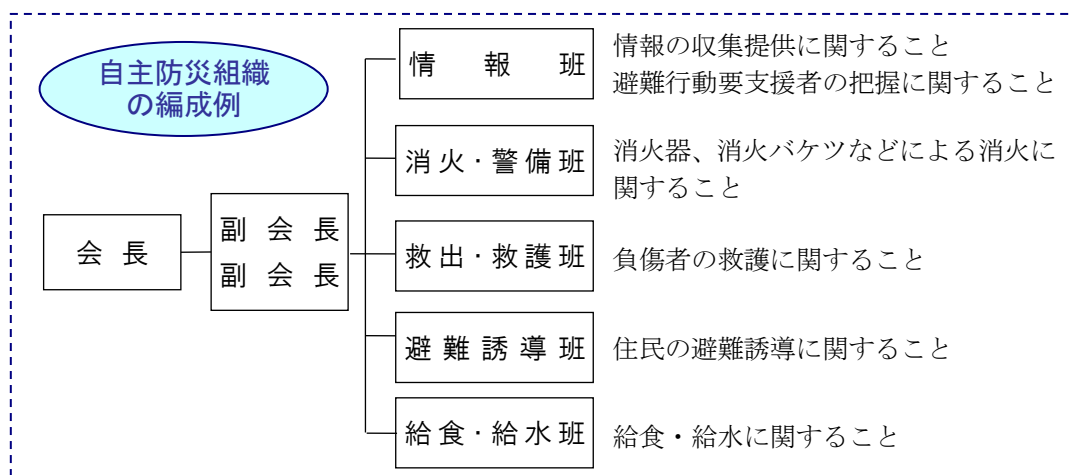 自主防災組織
の編成例
会長
副会長
副会長
情報班
情報の収集提供に関すること
避難行動要支援者の把握に関すること
消火・警備班
消火器、消火バケツなどによる消火に
関すること
救出・救護班
負傷者の救護に関すること
避難誘導班
住民の避難誘導に関すること
給食・給水班
給食・給水に関すること